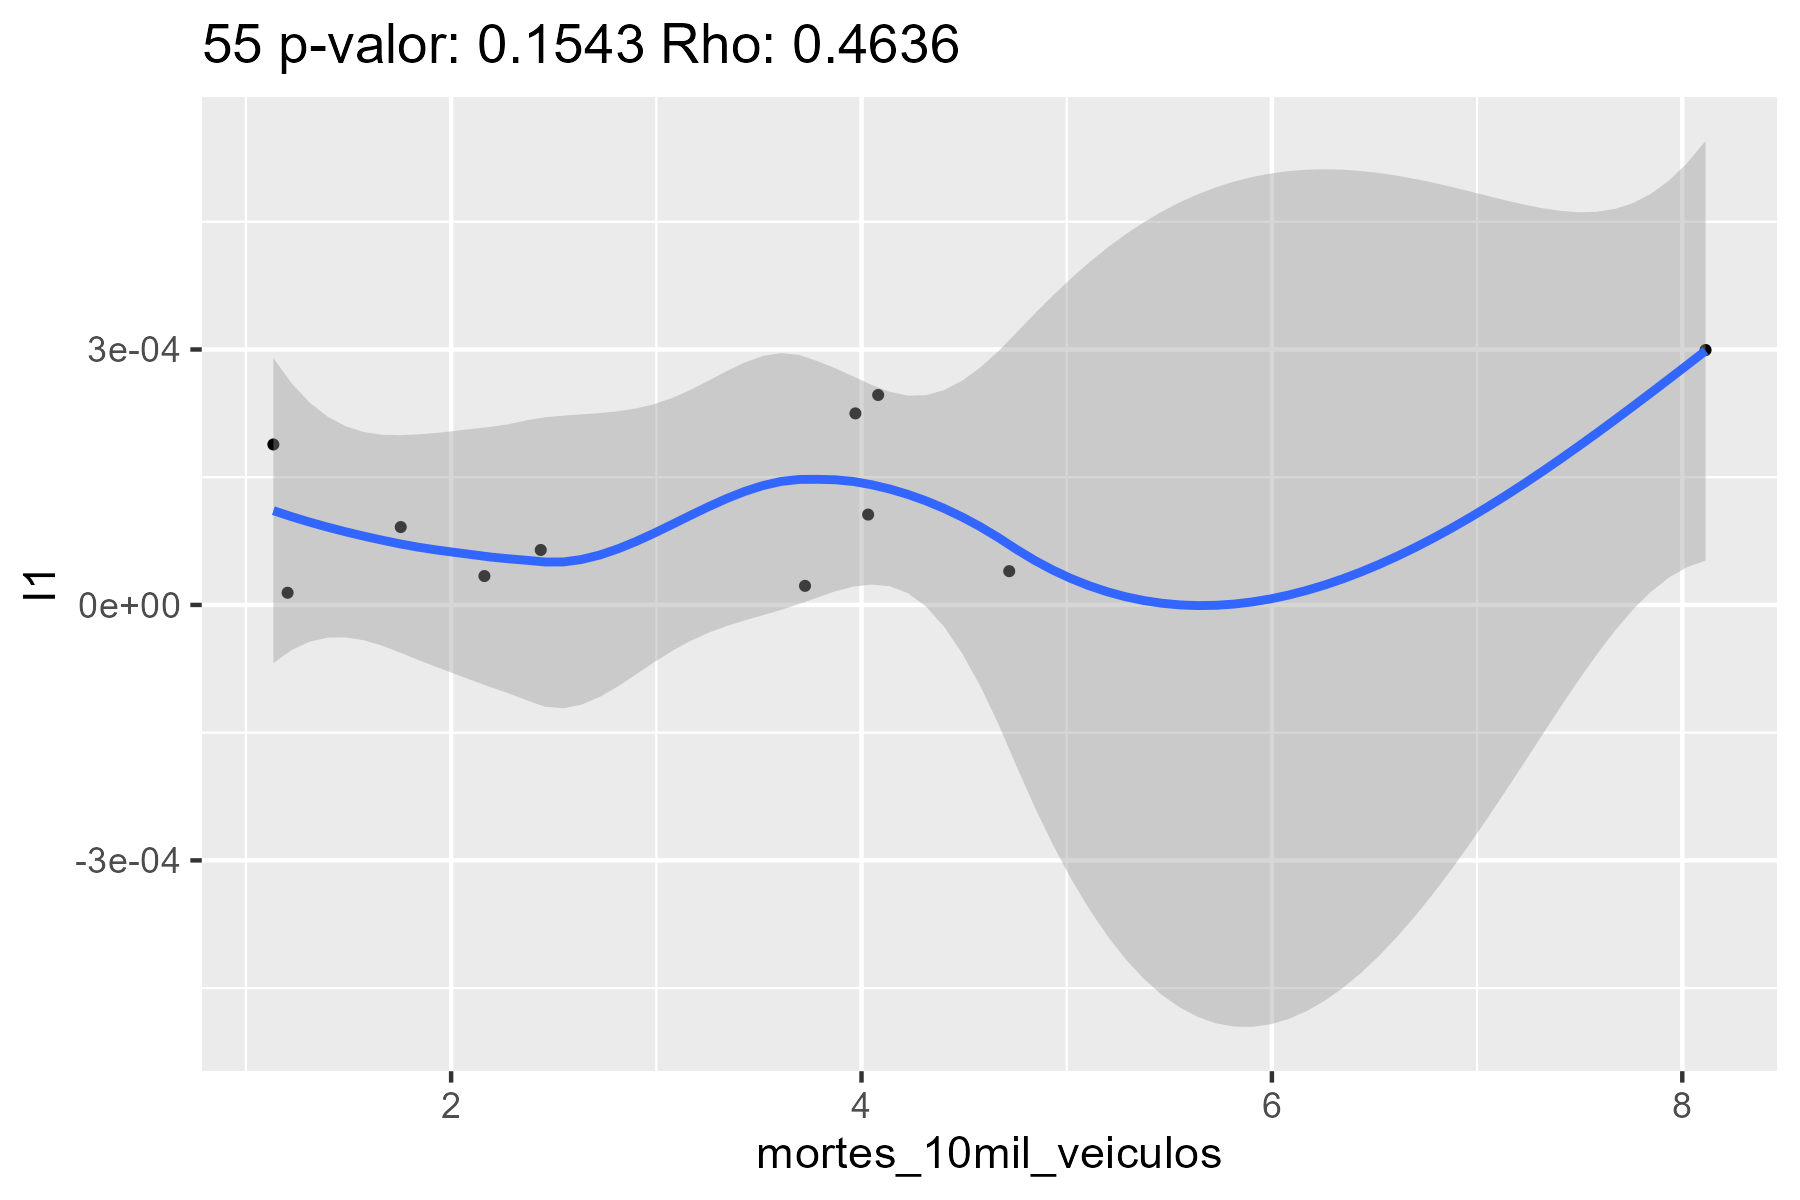 55 p-valor: 0.1543 Rho: 0.4636
I1
3e-04
0e+00
-3e-04
2 4 6 8
mortes_10mil_veiculos